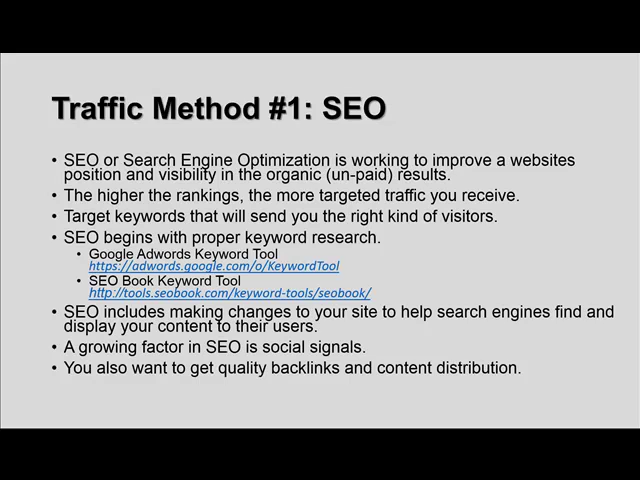 Traffic Method #1: SEO
• SEO or Search Engine Optimization is working to improve a websites
position and visibility in the organic (un-paid) results.
• The higher the rankings, the more targeted traffic you receive.
• Target keywords that will send you the right kind of visitors.
• SEO begins with proper keyword research.
• Google Adwords Keyword Tool
https://adwords.google.com/o/KeywordTool
• SEO Book Keyword Tool
http://tools.seobook.com/keyword-tools/seobook/
• SEO includes making changes to your site to help search engines find and
display your content to their users.
• A growing factor in SEO is social signals.
• You also want to get quality backlinks and content distribution.